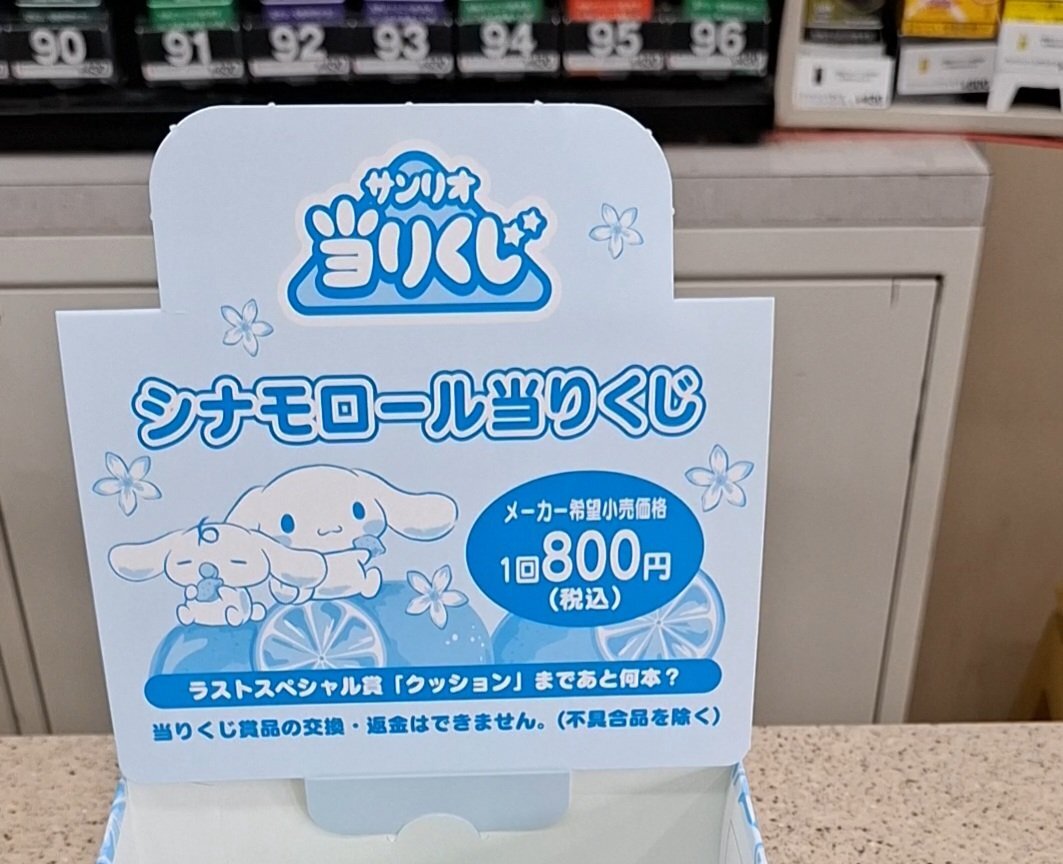 90 91 92 93 94 95 96
サンリオ
当りくじ
シナモロール当りくじ
メーカー希望小売価格
1回800円
(税込)
ラストスペシャル賞「クッション」まであと何本?
当りくじ賞品の交換・返金はできません。(不具合品を除く)